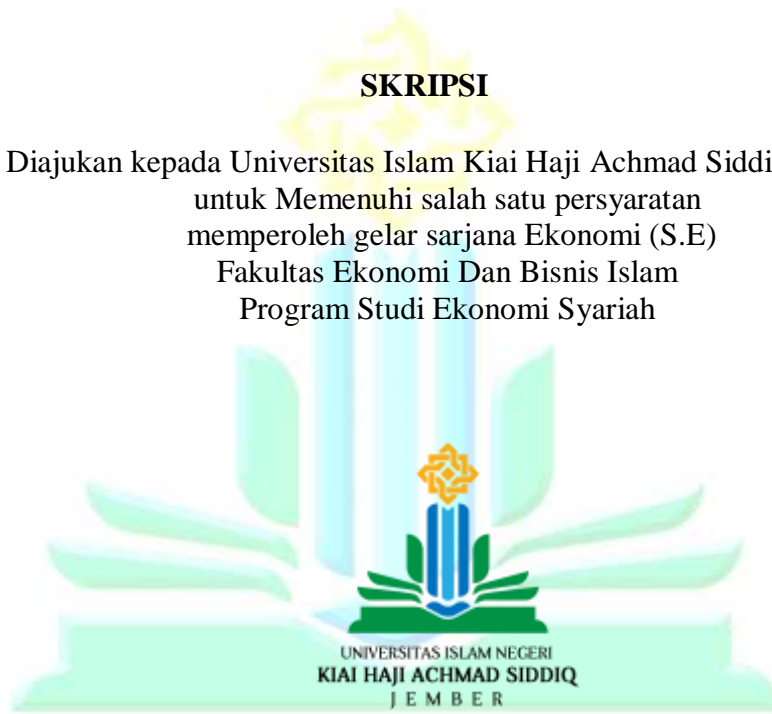 SKRIPSI
Diajukan kepada Universitas Islam Kiai Haji Achmad Siddi
untuk Memenuhi salah satu persyaratan
memperoleh gelar sarjana Ekonomi (S.E)
Fakultas Ekonomi Dan Bisnis Islam
Program Studi Ekonomi Syariah
UNIVERSITAS ISLAM NEGERI
KIAI HAJI ACHMAD SIDDIQ
JEMBER